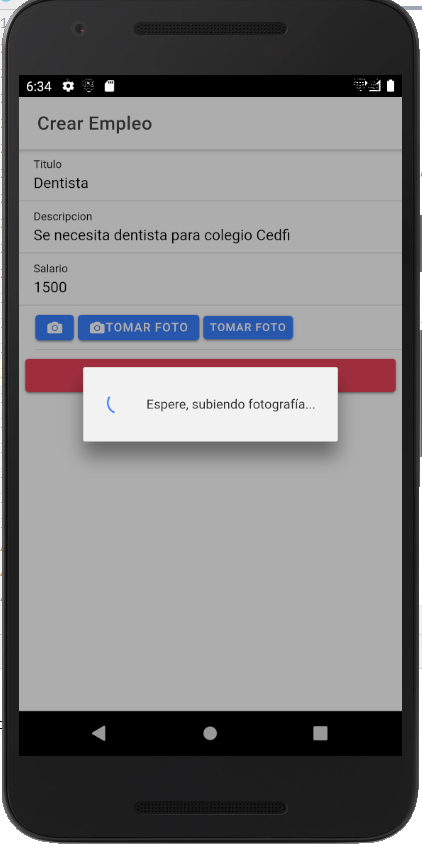 6:34
Crear Empleo
Titulo
Dentista
Descripcion
Se necesita dentista para colegio Cedfi
Salario
1500
TOMAR FOTO TOMAR FOTO
Espere, subiendo fotografía...